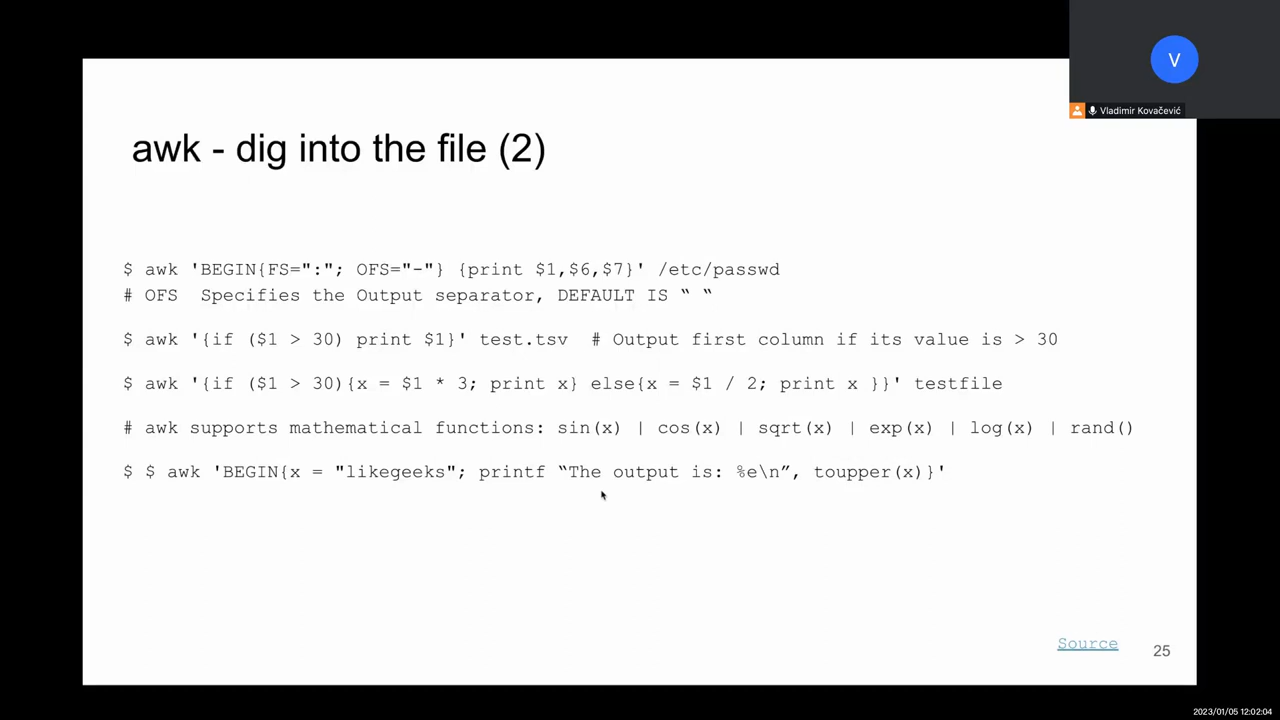 V
Vladimir Kovačević
awk - dig into the file (2)
$ awk 'BEGIN{FS=":"; OFS="-"} {print $1,$6,$7}' /etc/passwd
# OFS  Specifies the Output separator, DEFAULT IS “ “
$ awk '{if ($1 > 30) print $1}' test.tsv  # Output first column if its value is > 30
$ awk '{if ($1 > 30){x = $1 * 3; print x} else{x = $1 / 2; print x }}' testfile
# awk supports mathematical functions: sin(x) | cos(x) | sqrt(x) | exp(x) | log(x) | rand()
$ $ awk 'BEGIN{x = "likegeeks"; printf “The output is: %e\n”, toupper(x)}'
Source
25
2023/01/05 12:02:04